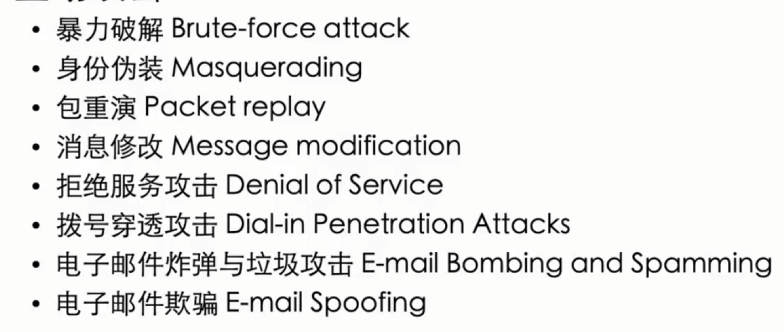 • 暴力破解 Brute-force attack
• 身份伪装 Masquerading
• 包重演 Packet replay
• 消息修改 Message modification
• 拒绝服务攻击 Denial of Service
• 拨号穿透攻击 Dial-in Penetration Attacks
• 电子邮件炸弹与垃圾攻击 E-mail Bombing and Spamming
• 电子邮件欺骗 E-mail Spoofing